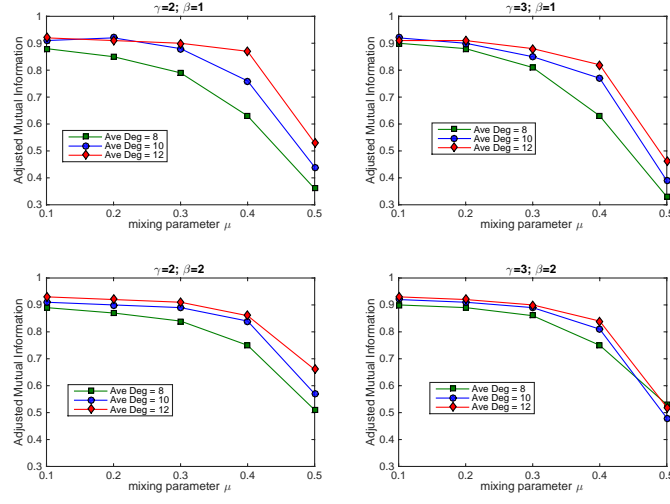 γ=2; β=1
Adjusted Mutual Information
1
0.9
0.8
0.7
0.6
0.5
0.4
0.3
Ave Deg = 8
Ave Deg = 10
Ave Deg = 12
0.1 0.2 0.3 0.4 0.5
mixing parameter μ
γ=3; β=1
Adjusted Mutual Information
1
0.9
0.8
0.7
0.6
0.5
0.4
0.3
Ave Deg = 8
Ave Deg = 10
Ave Deg = 12
0.1 0.2 0.3 0.4 0.5
mixing parameter μ
γ=2; β=2
Adjusted Mutual Information
1
0.9
0.8
0.7
0.6
0.5
0.4
0.3
Ave Deg = 8
Ave Deg = 10
Ave Deg = 12
0.1 0.2 0.3 0.4 0.5
mixing parameter μ
γ=3; β=2
Adjusted Mutual Information
1
0.9
0.8
0.7
0.6
0.5
0.4
0.3
Ave Deg = 8
Ave Deg = 10
Ave Deg = 12
0.1 0.2 0.3 0.4 0.5
mixing parameter μ